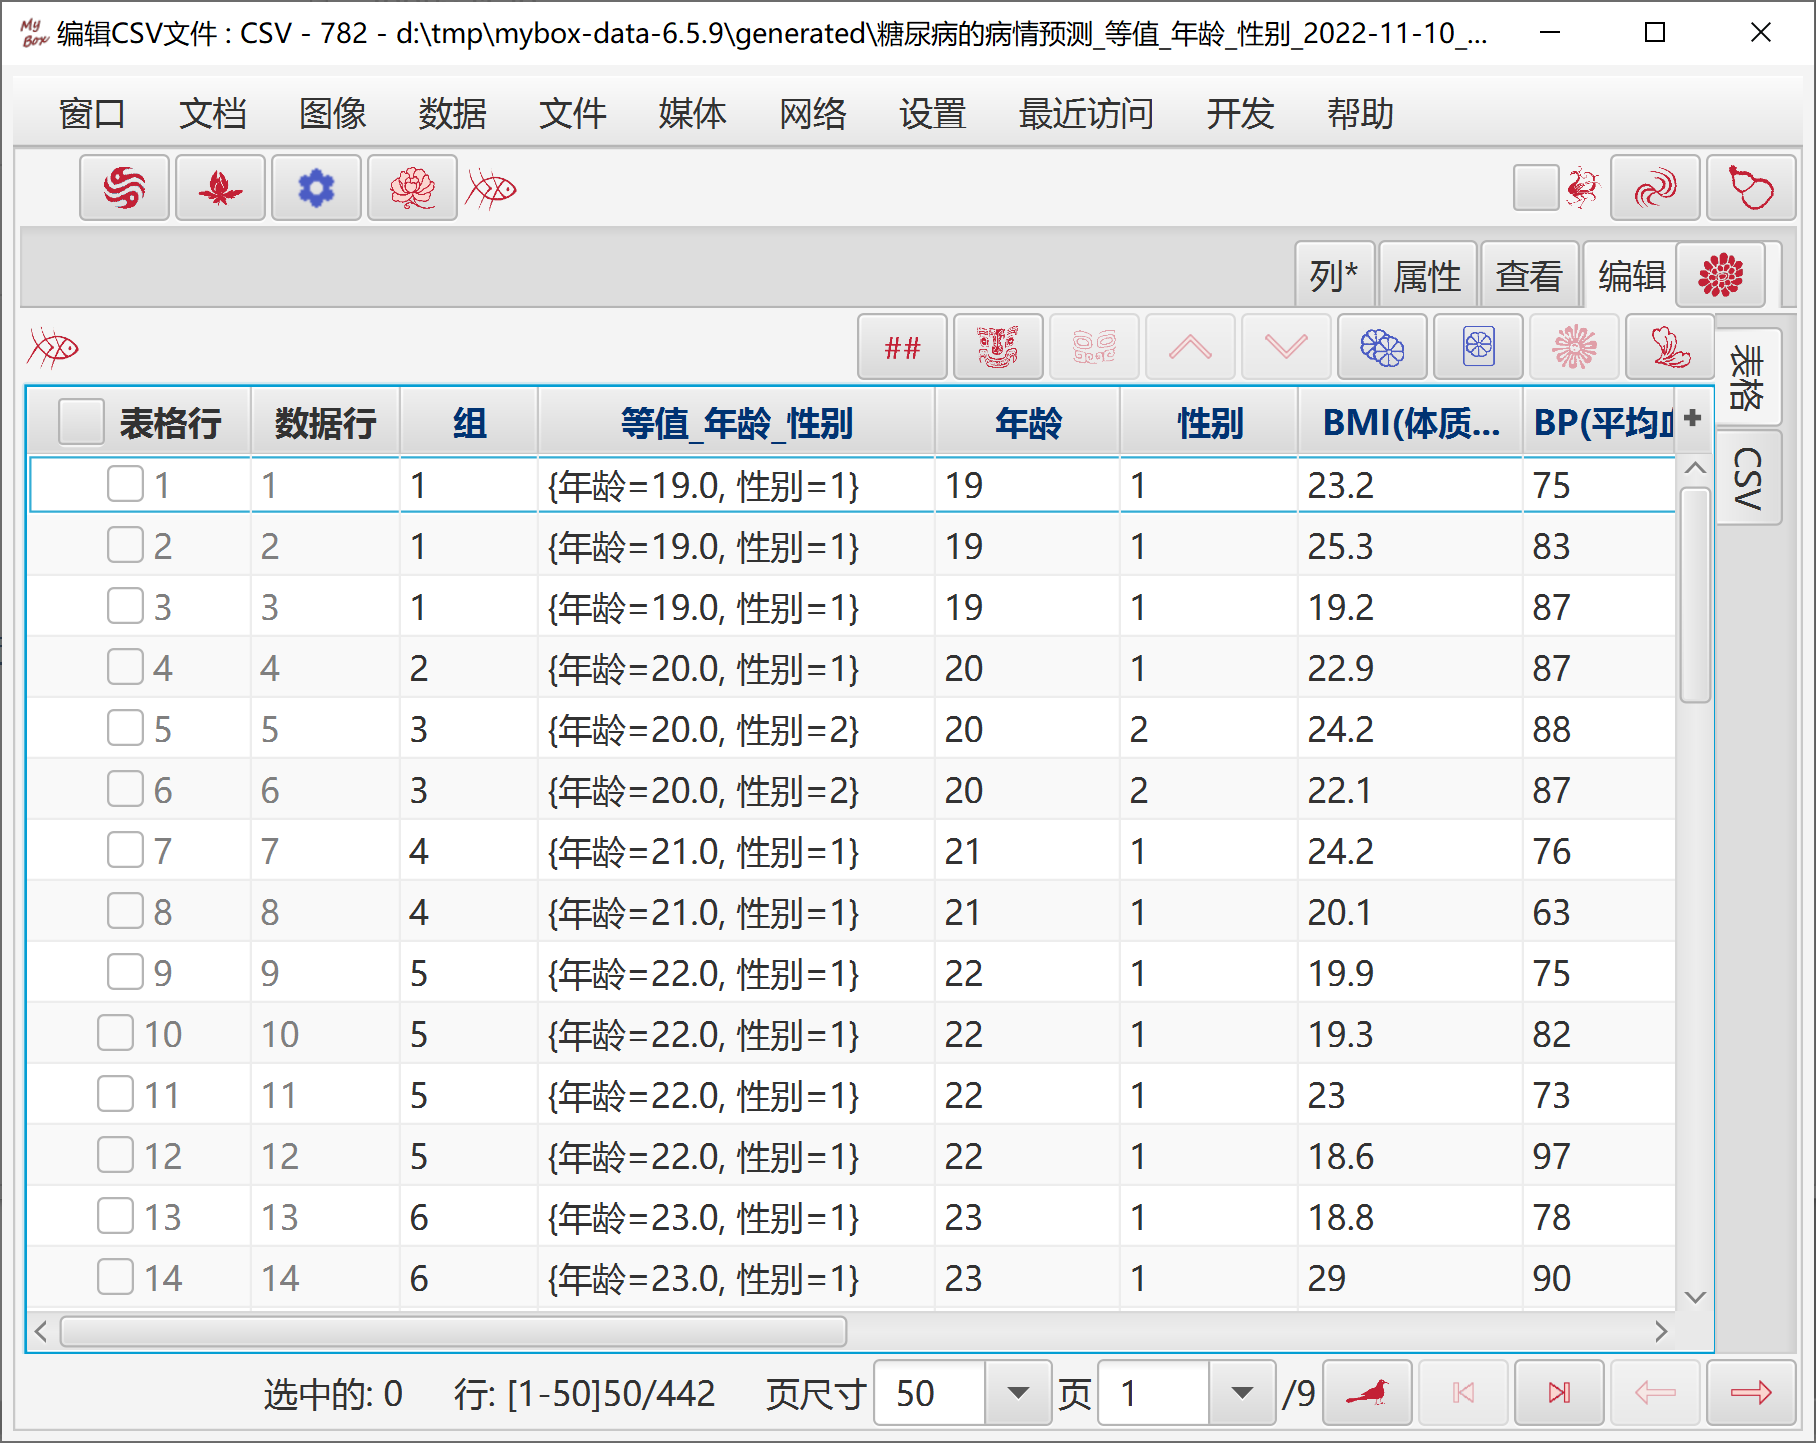 My Box 编辑CSV文件 : CSV - 782 - d:\tmp\mybox-data-6.5.9\generated\糖尿病的病情预测_等值_年龄_性别_2022-11-10_...
窗口 文档 图像 数据 文件 媒体 网络 设置 最近访问 开发 帮助
列* 属性 查看 编辑
##
表格
CSV
表格行 数据行 组 等值_年龄_性别 年龄 性别 BMI(体质... BP(平均血 +
1 1 1 {年龄=19.0, 性别=1} 19 1 23.2 75
2 2 1 {年龄=19.0, 性别=1} 19 1 25.3 83
3 3 1 {年龄=19.0, 性别=1} 19 1 19.2 87
4 4 2 {年龄=20.0, 性别=1} 20 1 22.9 87
5 5 3 {年龄=20.0, 性别=2} 20 2 24.2 88
6 6 3 {年龄=20.0, 性别=2} 20 2 22.1 87
7 7 4 {年龄=21.0, 性别=1} 21 1 24.2 76
8 8 4 {年龄=21.0, 性别=1} 21 1 20.1 63
9 9 5 {年龄=22.0, 性别=1} 22 1 19.9 75
10 10 5 {年龄=22.0, 性别=1} 22 1 19.3 82
11 11 5 {年龄=22.0, 性别=1} 22 1 23 73
12 12 5 {年龄=22.0, 性别=1} 22 1 18.6 97
13 13 6 {年龄=23.0, 性别=1} 23 1 18.8 78
14 14 6 {年龄=23.0, 性别=1} 23 1 29 90
选中的: 0 行: [1-50]50/442 页尺寸 50 页 1 /9